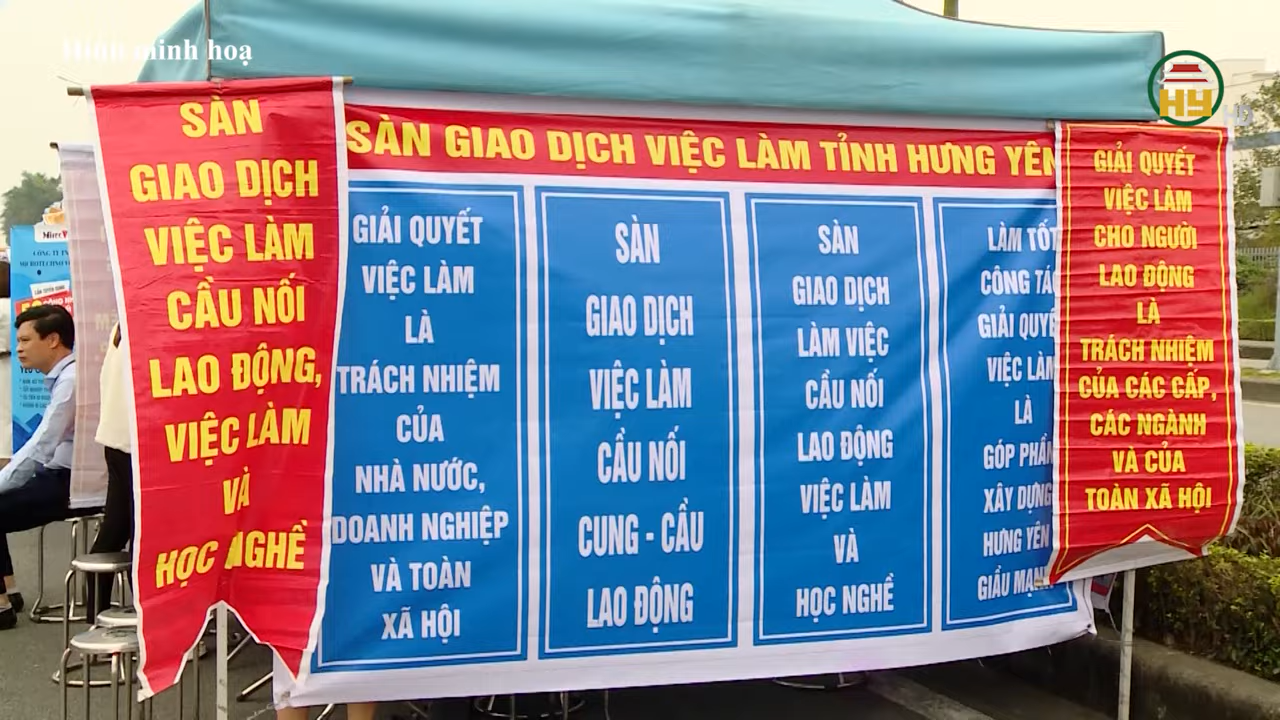 Hình minh hoạ
HY
HD
SÀN
GIAO DỊCH
VIỆC LÀM
CẦU NỐI
LAO ĐỘNG,
VIỆC LÀM
VÀ
HỌC NGHỀ
SÀN GIAO DỊCH VIỆC LÀM TỈNH HƯNG YÊN
GIẢI QUYẾT
VIỆC LÀM
LÀ
TRÁCH NHIỆM
CỦA
NHÀ NƯỚC,
DOANH NGHIỆP
VÀ TOÀN
XÃ HỘI
SÀN
GIAO DỊCH
VIỆC LÀM
CẦU NỐI
CUNG - CẦU
LAO ĐỘNG
SÀN
GIAO DỊCH
LÀM VIỆC
CẦU NỐI
LAO ĐỘNG
VIỆC LÀM
VÀ
HỌC NGHỀ
LÀM TỐT
CÔNG TÁC
GIẢI QUYẾ
VIỆC LÀM
LÀ
GÓP PHẦN
XÂY DỰNG
HƯNG YÊN
GIẦU MẠNH
GIẢI QUYẾT
VIỆC LÀM
CHO NGƯỜI
LAO ĐỘNG
LÀ
TRÁCH NHIỆM
CỦA CÁC CẤP,
CÁC NGÀNH
VÀ CỦA
TOÀN XÃ HỘI
CÔNG TY